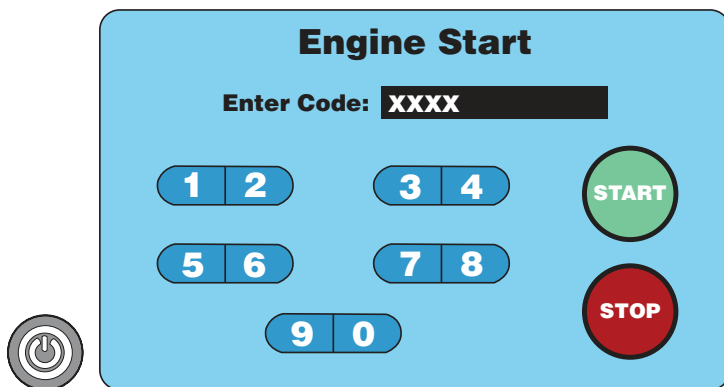 Engine Start
Enter Code: XXXX
1 2 3 4
START
5 6 7 8
STOP
9 0